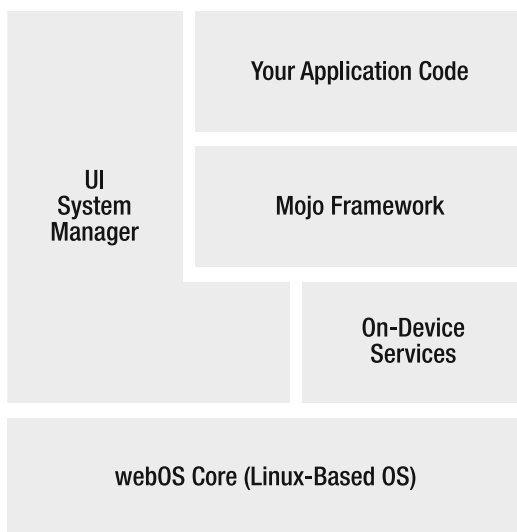 Your Application Code
UI
System
Manager
Mojo Framework
On-Device
Services
webOS Core (Linux-Based OS)